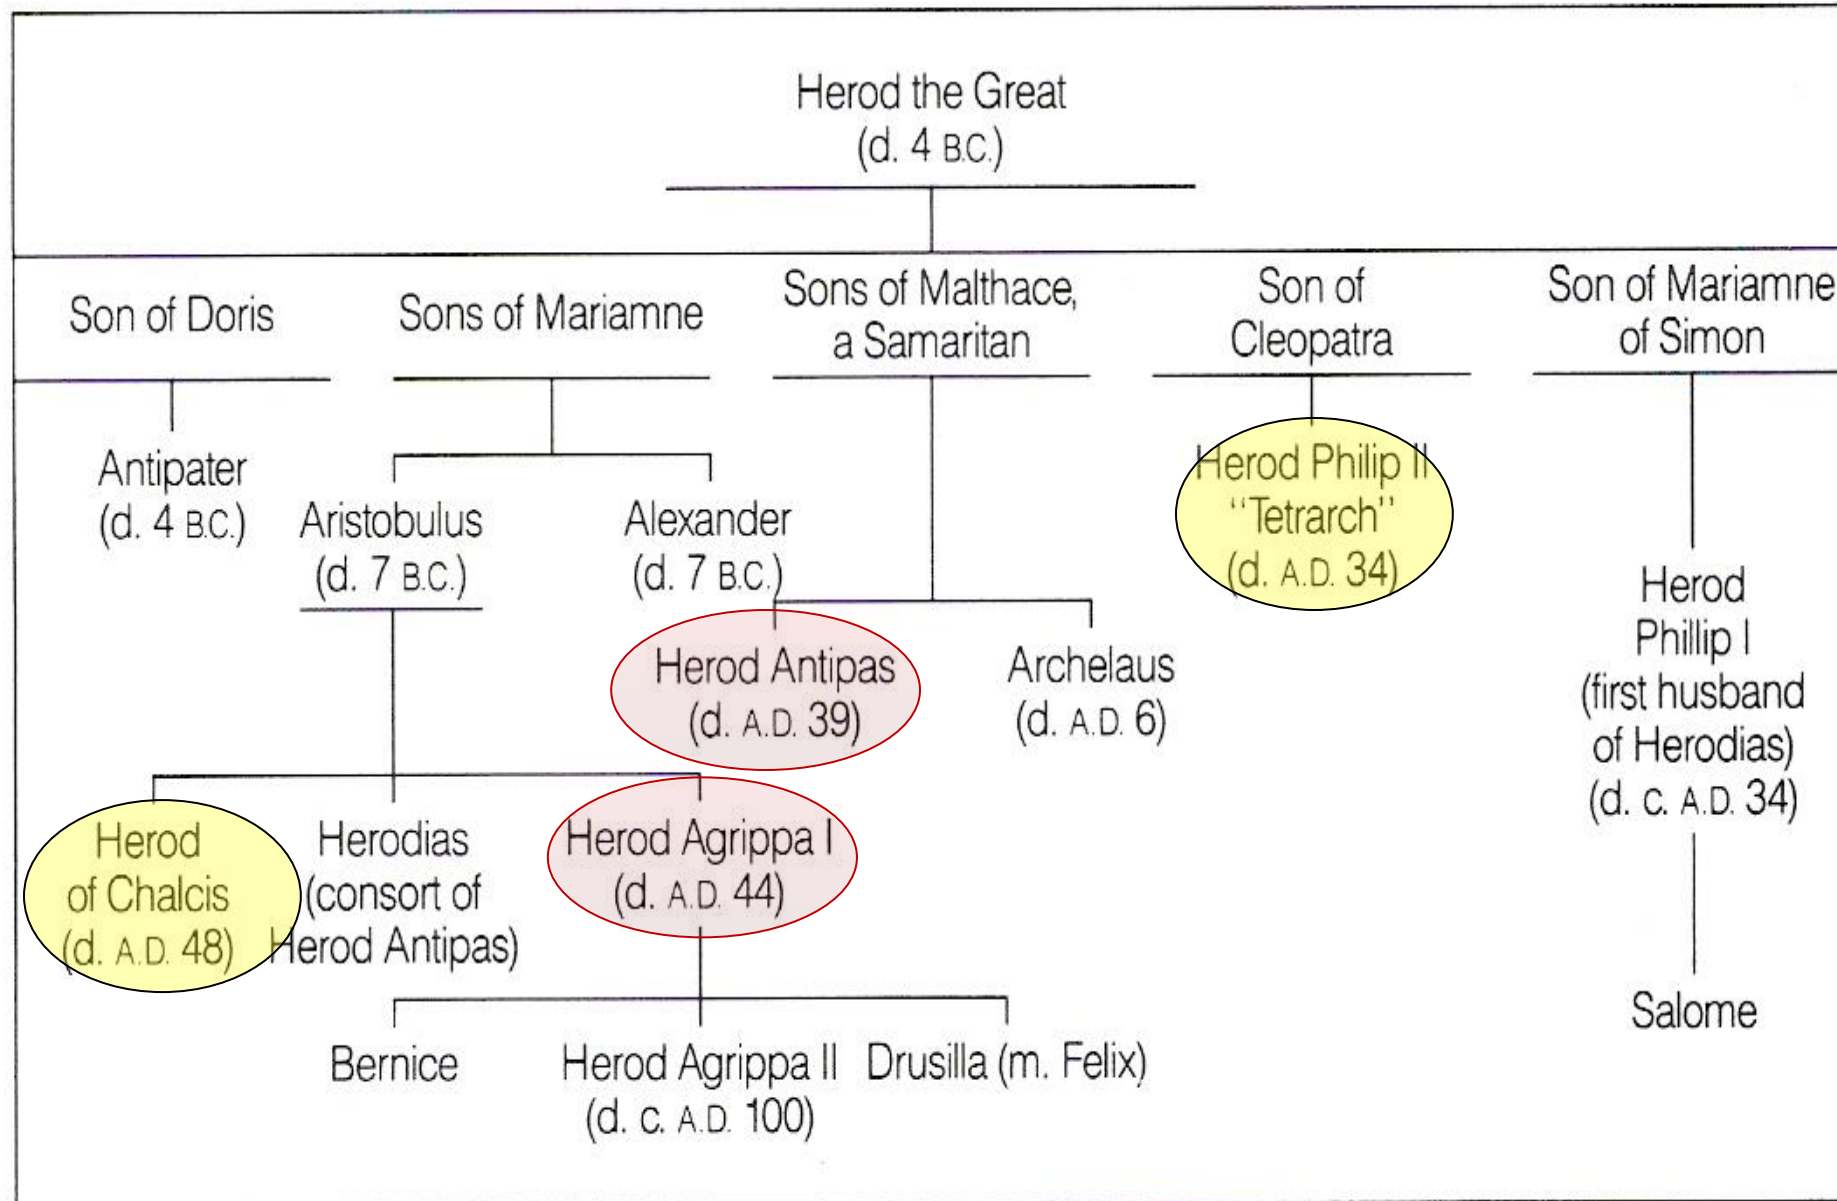 Herod the Great
(d. 4 B.C.)
Son of Doris
Sons of Mariamne
Sons of Malthace,
a Samaritan
Son of
Cleopatra
Son of Mariamne
of Simon
Antipater
(d. 4 B.C.)
Aristobulus
(d. 7 B.C.)
Alexander
(d. 7 B.C.)
Herod Antipas
(d. A.D. 39)
Archelaus
(d. A.D. 6)
Herod Philip II
"Tetrarch"
(d. A.D. 34)
Herod
Phillip I
(first husband
of Herodias)
(d. c. A.D. 34)
Herod
of Chalcis
(d. A.D. 48)
Herodias
(consort of
Herod Antipas)
Herod Agrippa I
(d. A.D. 44)
Bernice
Herod Agrippa II
(d. c. A.D. 100)
Drusilla (m. Felix)
Salome